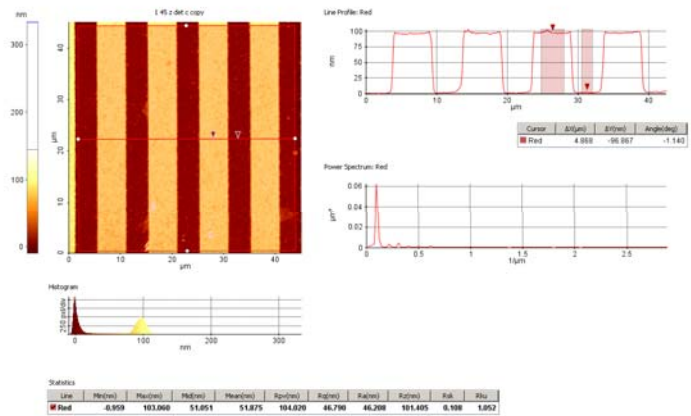 nm
1 45 z det c copy
300
200
100
0
40
30
20
10
0
µm
0 10 20 30 40
µm
Line Profile: Red
100
75
50
25
0
nm
0 10 20 30 40
µm
Cursor ΔX(µm) ΔY(nm) Angle(deg)
Red 4.868 -96.867 -1.140
Power Spectrum: Red
0.06
0.04
0.02
0
µm²
0 0.5 1 1.5 2 2.5
1/µm
Histogram
250 pxl/div
0 100 200 300
nm
Statistics
Line Min(nm) Max(nm) Mid(nm) Mean(nm) Rpv(nm) Rq(nm) Ra(nm) Rz(nm) Rsk Rku
Red -0.959 103.060 51.051 51.875 104.020 46.790 46.208 101.405 0.108 1.052